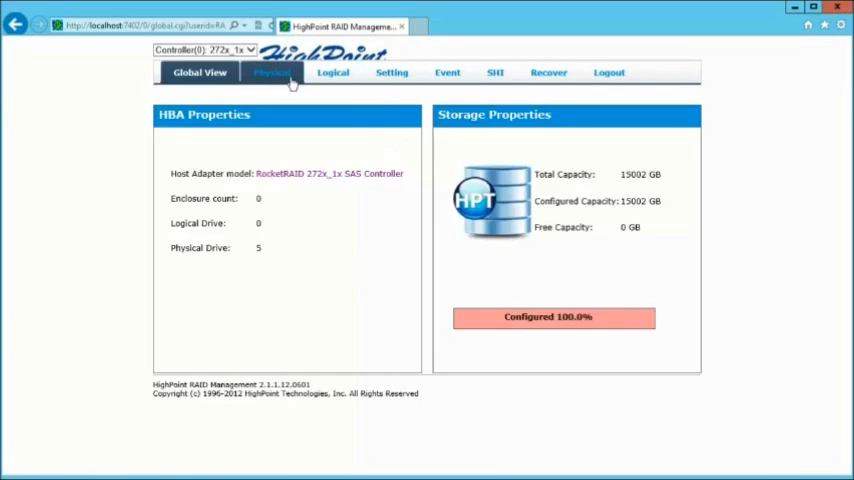 http://localhost:7402/0/global.cgi?userid=RA
HighPoint RAID Manageme...
Controller(0): 272x_1x
HighPoint
Global View Physical Logical Setting Event SHI Recover Logout
HBA Properties
Host Adapter model: RocketRAID 272x_1x SAS Controller
Enclosure count: 0
Logical Drive: 0
Physical Drive: 5
Storage Properties
HPT
Total Capacity: 15002 GB
Configured Capacity: 15002 GB
Free Capacity: 0 GB
Configured 100.0%
HighPoint RAID Management 2.1.1.12.0601
Copyright (c) 1996-2012 HighPoint Technologies, Inc. All Rights Reserved